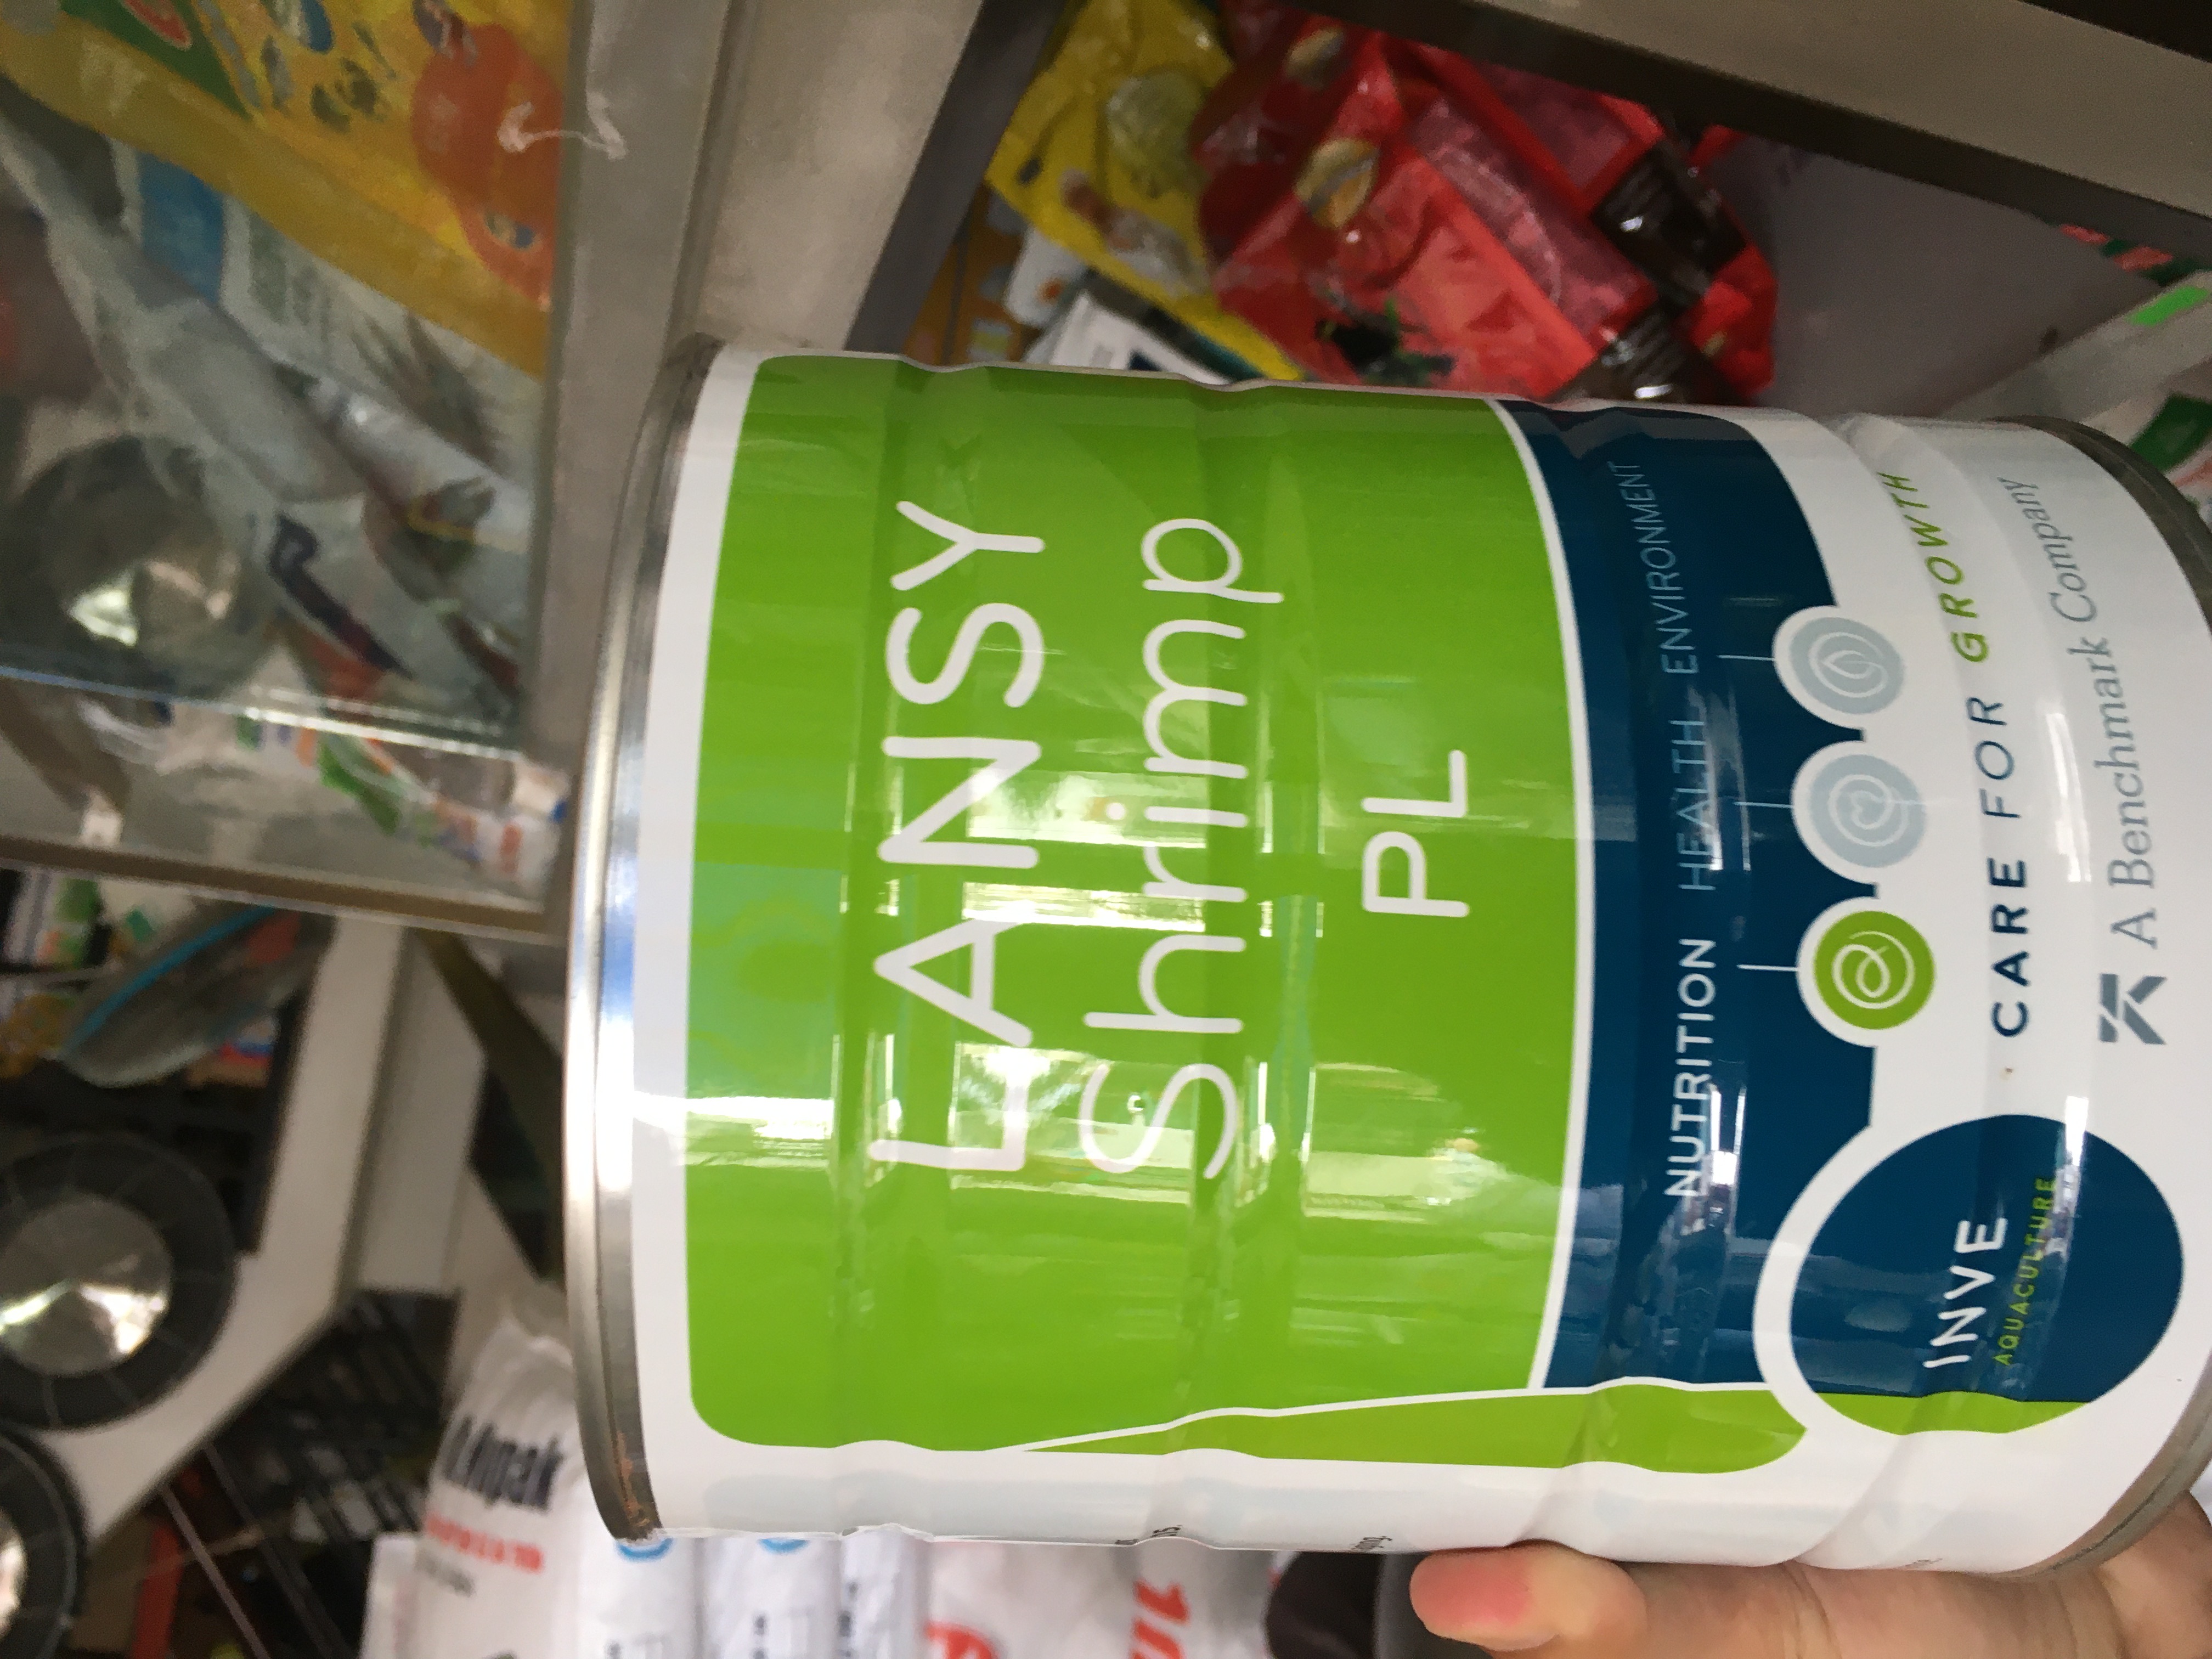 LANSY
Shrimp
PL
NUTRITION HEALTH ENVIRONMENT
INVE
AQUACULTURE
CARE FOR GROWTH
A Benchmark Company